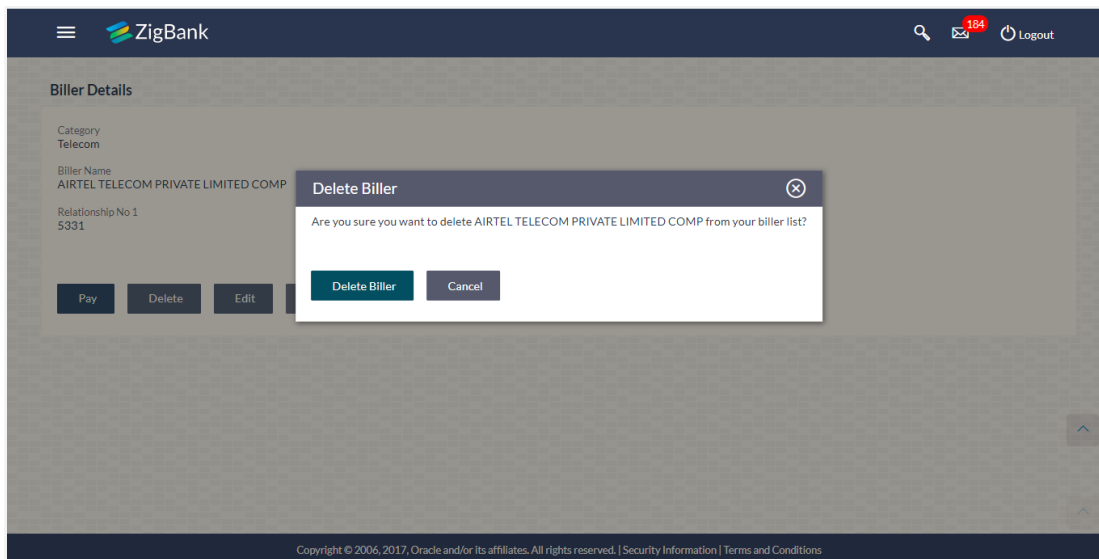 ZigBank
184
Logout
Biller Details
Category
Telecom
Biller Name
AIRTEL TELECOM PRIVATE LIMITED COMP
Relationship No 1
5331
Delete Biller
Are you sure you want to delete AIRTEL TELECOM PRIVATE LIMITED COMP from your biller list?
Delete Biller Cancel
Pay Delete Edit
Copyright © 2006, 2017, Oracle and/or its affiliates. All rights reserved. | Security Information | Terms and Conditions